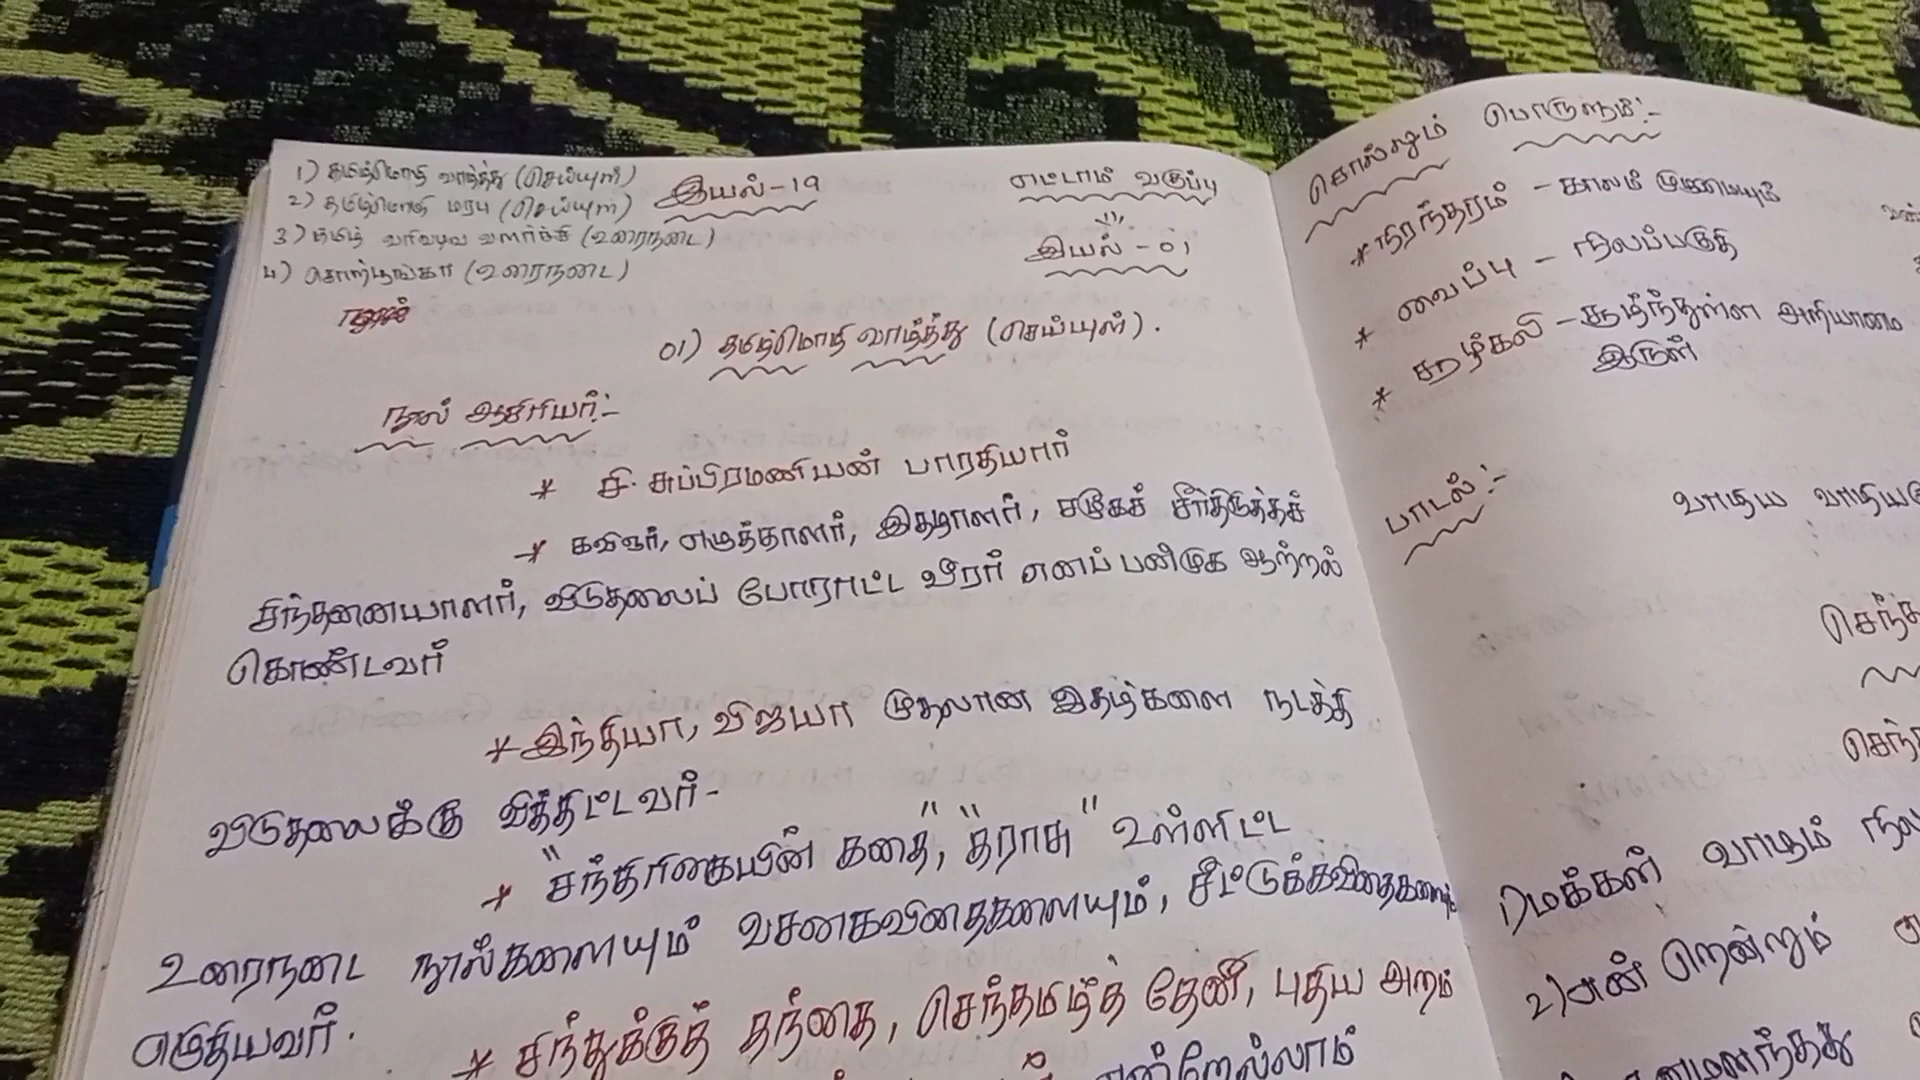 1) தமிழ்மொழி வாழ்த்து (செய்யுள்)
2) தமிழ்மொழி மரபு (செய்யுள்)
3) தமிழ் வரிவடிவ வளர்ச்சி (உரைநடை)
4) சொற்பூங்கா (உரைநடை)
இயல்-19
எட்டாம் வகுப்பு
இயல் - 01
01) தமிழ்மொழி வாழ்த்து (செய்யுள்).
நூல் ஆசிரியர்:-
* சி. சுப்பிரமணியன் பாரதியார்
* கவிஞர், எழுத்தாளர், இதழாளர், சமூகச் சீர்திருத்தச்
சிந்தனையாளர், விடுதலைப் போராட்ட வீரர் எனப் பன்முக ஆற்றல்
கொண்டவர்
* இந்தியா, விஜயா முதலான இதழ்களை நடத்தி
விடுதலைக்கு வித்திட்டவர்-
* "சந்திரிகையின் கதை", "தராசு" உள்ளிட்ட
உரைநடை நூல்களையும் வசனகவிதைகளையும், சீட்டுக்கவிதைகளையும்
எழுதியவர்.
* சிந்துக்குத் தந்தை, செந்தமிழ்த் தேனீ, புதிய அறம்
என்றேல்லாம்
சொல்லும் பொருளும்:-
* நிரந்தரம் - காலம் முழுமையும்
* வைப்பு - நிலப்பகுதி
* சூழ்கலி - சூழ்ந்துள்ள அறியாமை
இருள்
பாடல்:-
வாழிய
1) மக்கள் வாழும்
2) என் றென்றும்